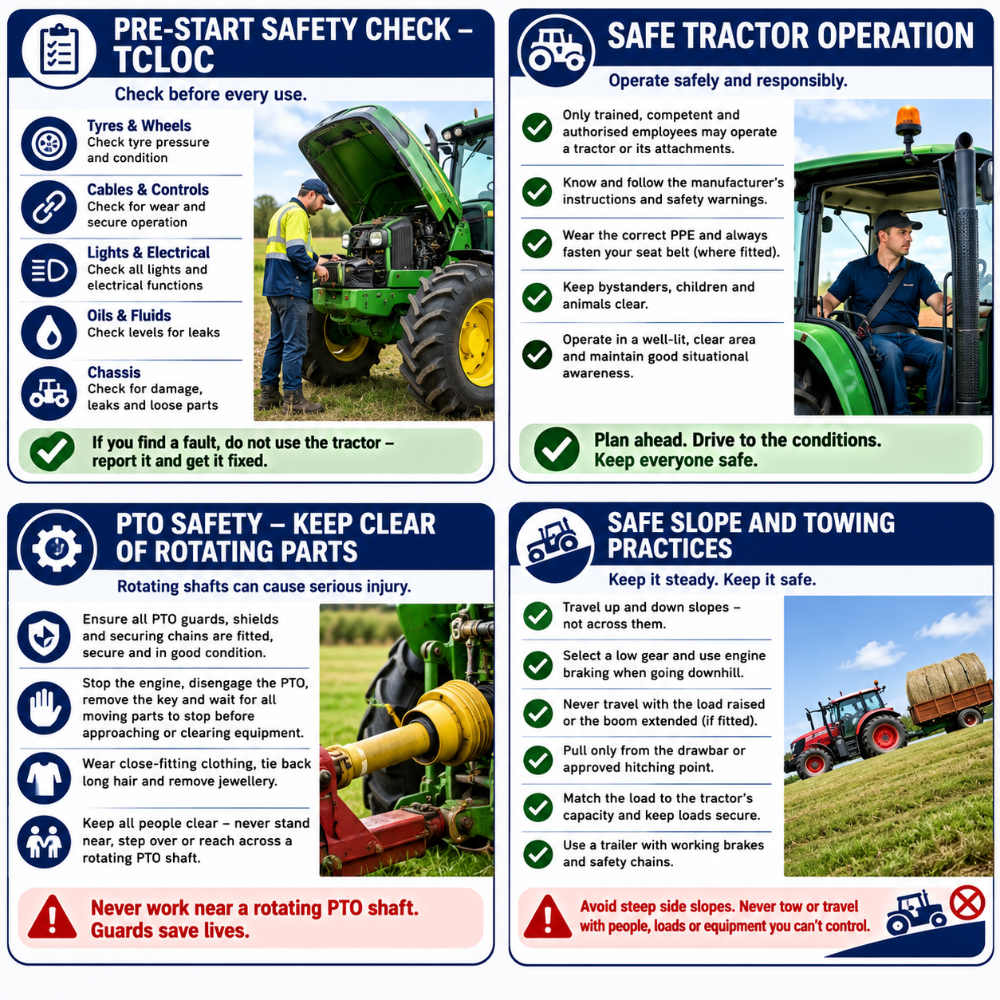 PRE-START SAFETY CHECK –
TCLOC
Check before every use.
Tyres & Wheels
Check tyre pressure
and condition
Cables & Controls
Check for wear and
secure operation
Lights & Electrical
Check all lights and
electrical functions
Oils & Fluids
Check levels for leaks
Chassis
Check for damage,
leaks and loose parts
If you find a fault, do not use the tractor –
report it and get it fixed.
SAFE TRACTOR OPERATION
Operate safely and responsibly.
Only trained, competent and
authorised employees may operate
a tractor or its attachments.
Know and follow the manufacturer's
instructions and safety warnings.
Wear the correct PPE and always
fasten your seat belt (where fitted).
Keep bystanders, children and
animals clear.
Operate in a well-lit, clear area
and maintain good situational
awareness.
Plan ahead. Drive to the conditions.
Keep everyone safe.
PTO SAFETY – KEEP CLEAR
OF ROTATING PARTS
Rotating shafts can cause serious injury.
Ensure all PTO guards, shields
and securing chains are fitted,
secure and in good condition.
Stop the engine, disengage the PTO,
remove the key and wait for all
moving parts to stop before
approaching or clearing equipment.
Wear close-fitting clothing, tie back
long hair and remove jewellery.
Keep all people clear – never stand
near, step over or reach across a
rotating PTO shaft.
Never work near a rotating PTO shaft.
Guards save lives.
SAFE SLOPE AND TOWING
PRACTICES
Keep it steady. Keep it safe.
Travel up and down slopes –
not across them.
Select a low gear and use engine
braking when going downhill.
Never travel with the load raised
or the boom extended (if fitted).
Pull only from the drawbar or
approved hitching point.
Match the load to the tractor's
capacity and keep loads secure.
Use a trailer with working brakes
and safety chains.
Avoid steep side slopes. Never tow or travel
with people, loads or equipment you can't control.